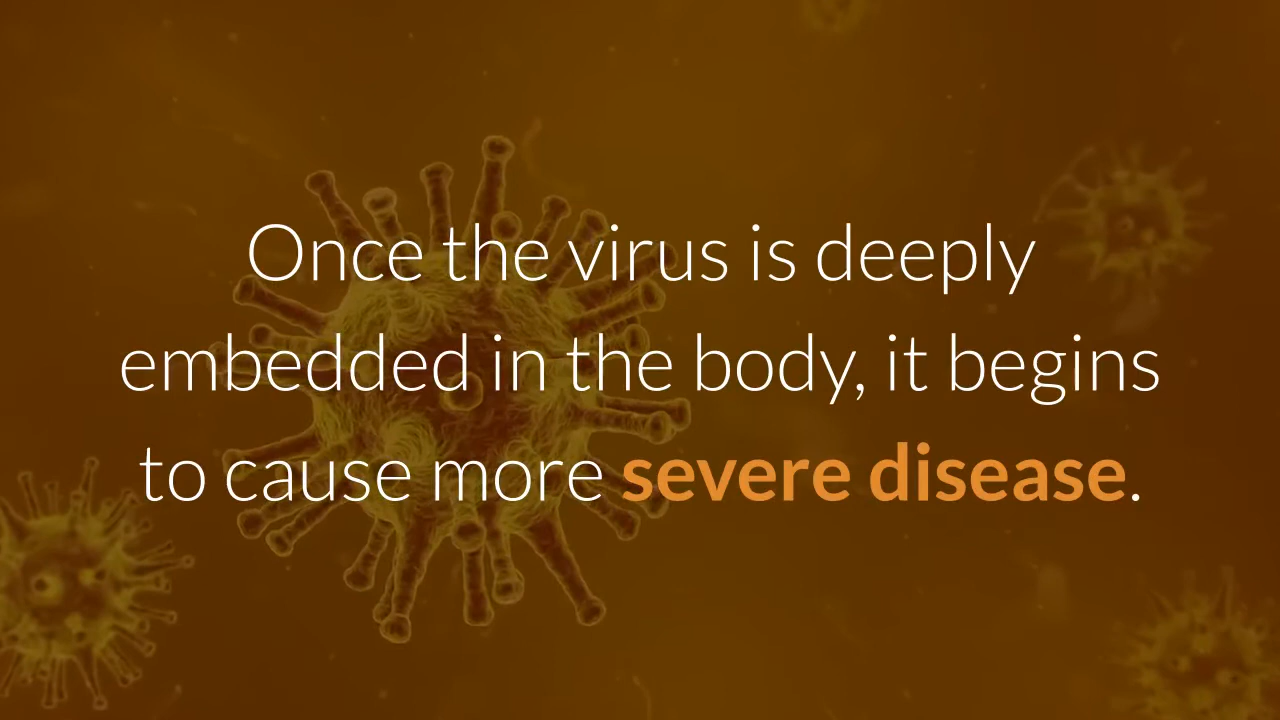 Once the virus is deeply
embedded in the body, it begins
to cause more severe disease.